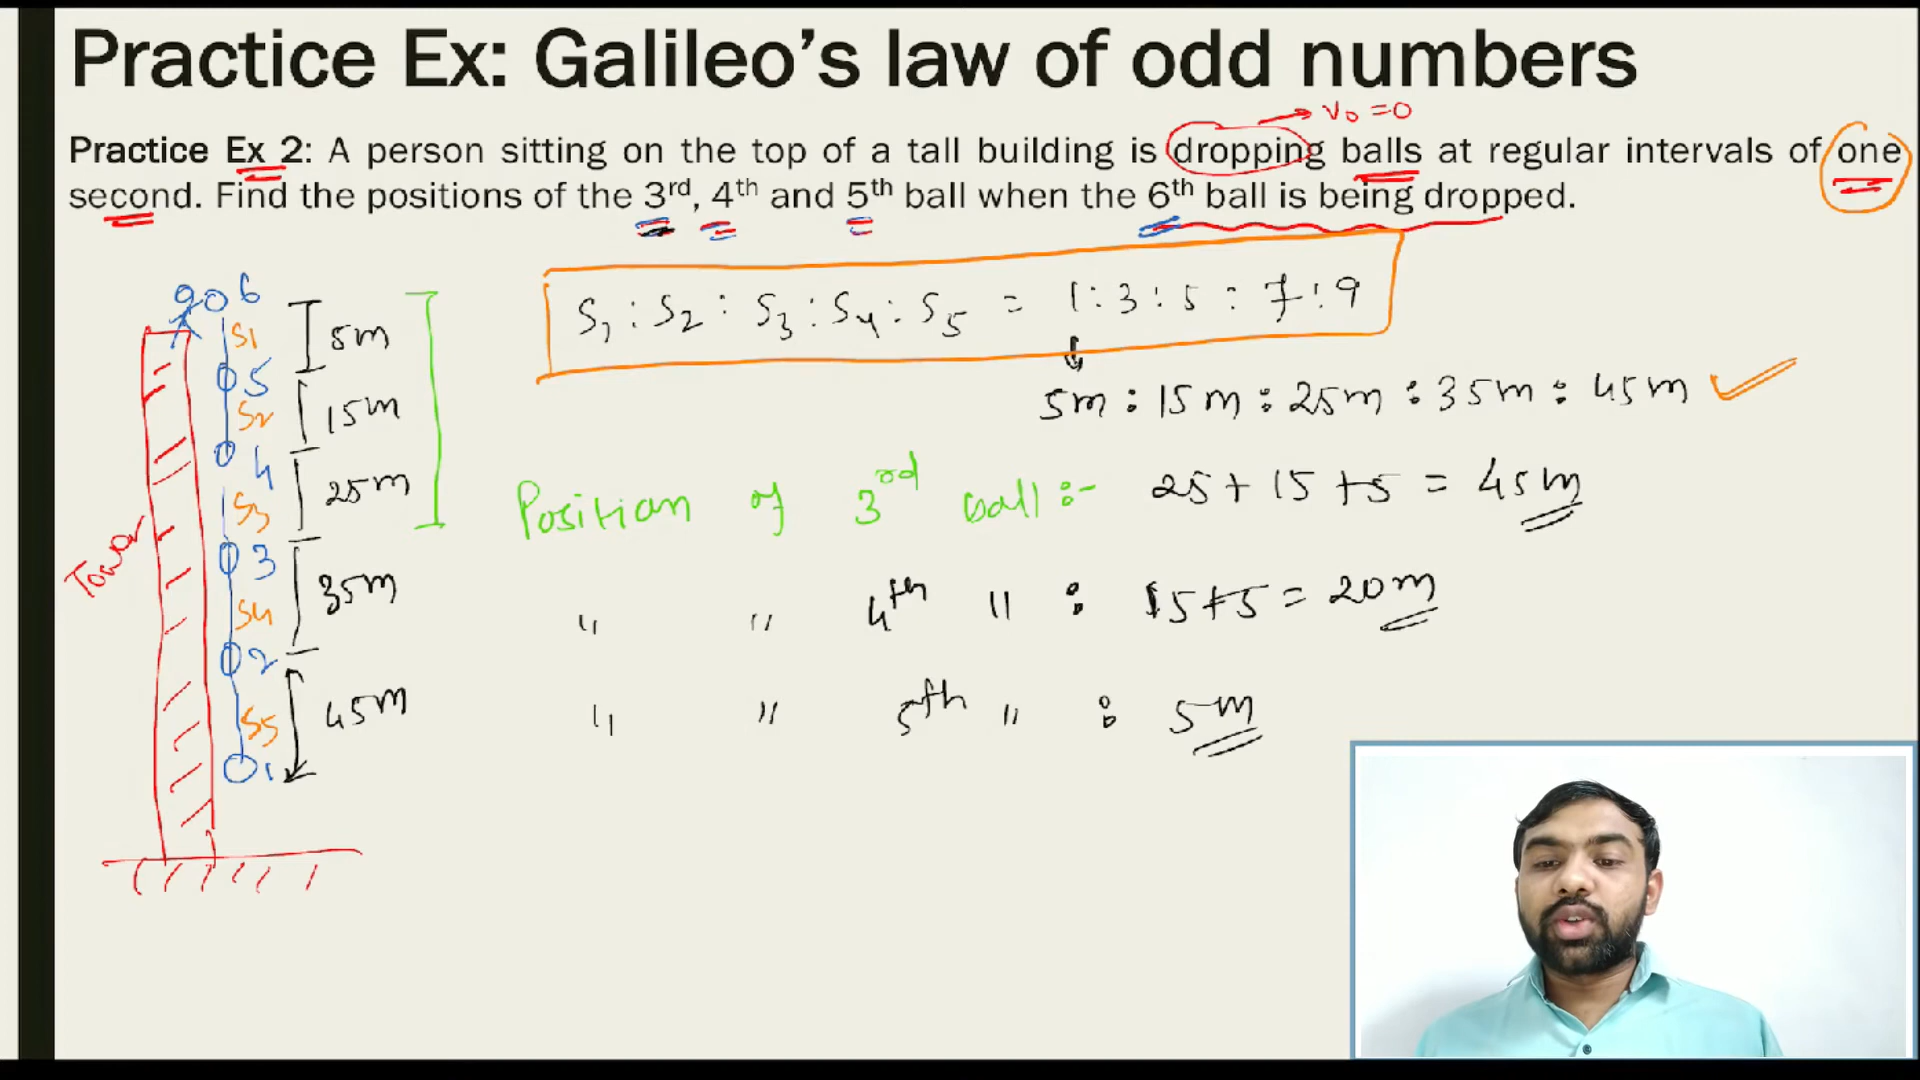 Practice Ex: Galileo’s law of odd numbers
→ V₀ = 0
Practice Ex 2: A person sitting on the top of a tall building is dropping balls at regular intervals of one
second. Find the positions of the 3rd, 4th and 5th ball when the 6th ball is being dropped.
S₁ : S₂ : S₃ : S₄ : S₅ = 1 : 3 : 5 : 7 : 9
5m : 15m : 25m : 35m : 45m ✓
6
S1
5m
5
S2
15m
4
S3
25m
3
S4
35m
2
S5
45m
1
Tower
Position of 3rd ball :- 25 + 15 + 5 = 45m
" " 4th " : 15+5 = 20m
" " 5th " : 5m